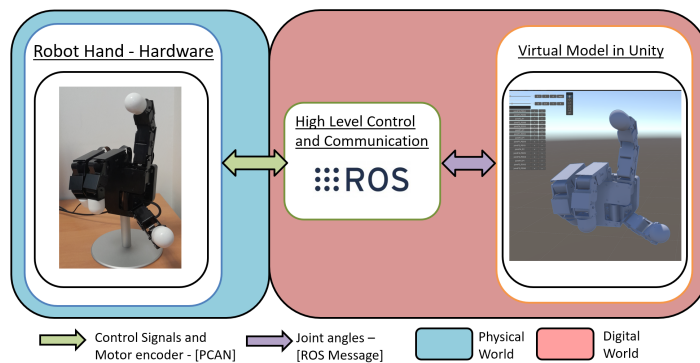 Robot Hand - Hardware
High Level Control
and Communication
ROS
Virtual Model in Unity
Control Signals and
Motor encoder - [PCAN]
Joint angles –
[ROS Message]
Physical
World
Digital
World